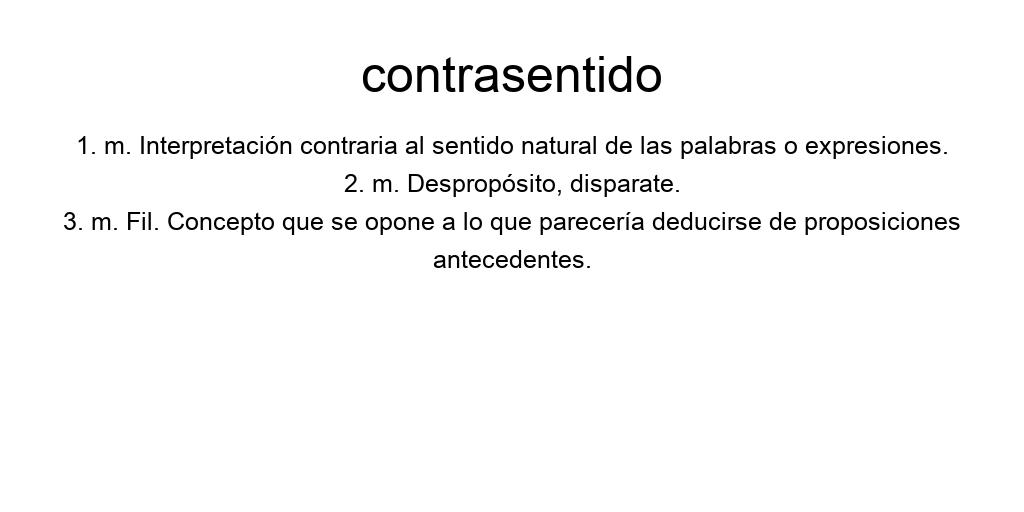 contrasentido
1. m. Interpretación contraria al sentido natural de las palabras o expresiones.
2. m. Despropósito, disparate.
3. m. Fil. Concepto que se opone a lo que parecería deducirse de proposiciones
antecedentes.